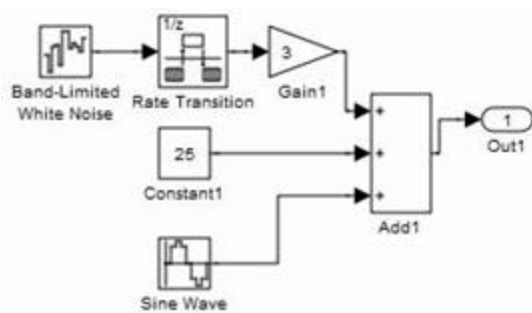 1/z
3
Band-Limited
White Noise
Rate Transition
Gain1
+
1
Out1
25
+
Constant1
+
Add1
Sine Wave